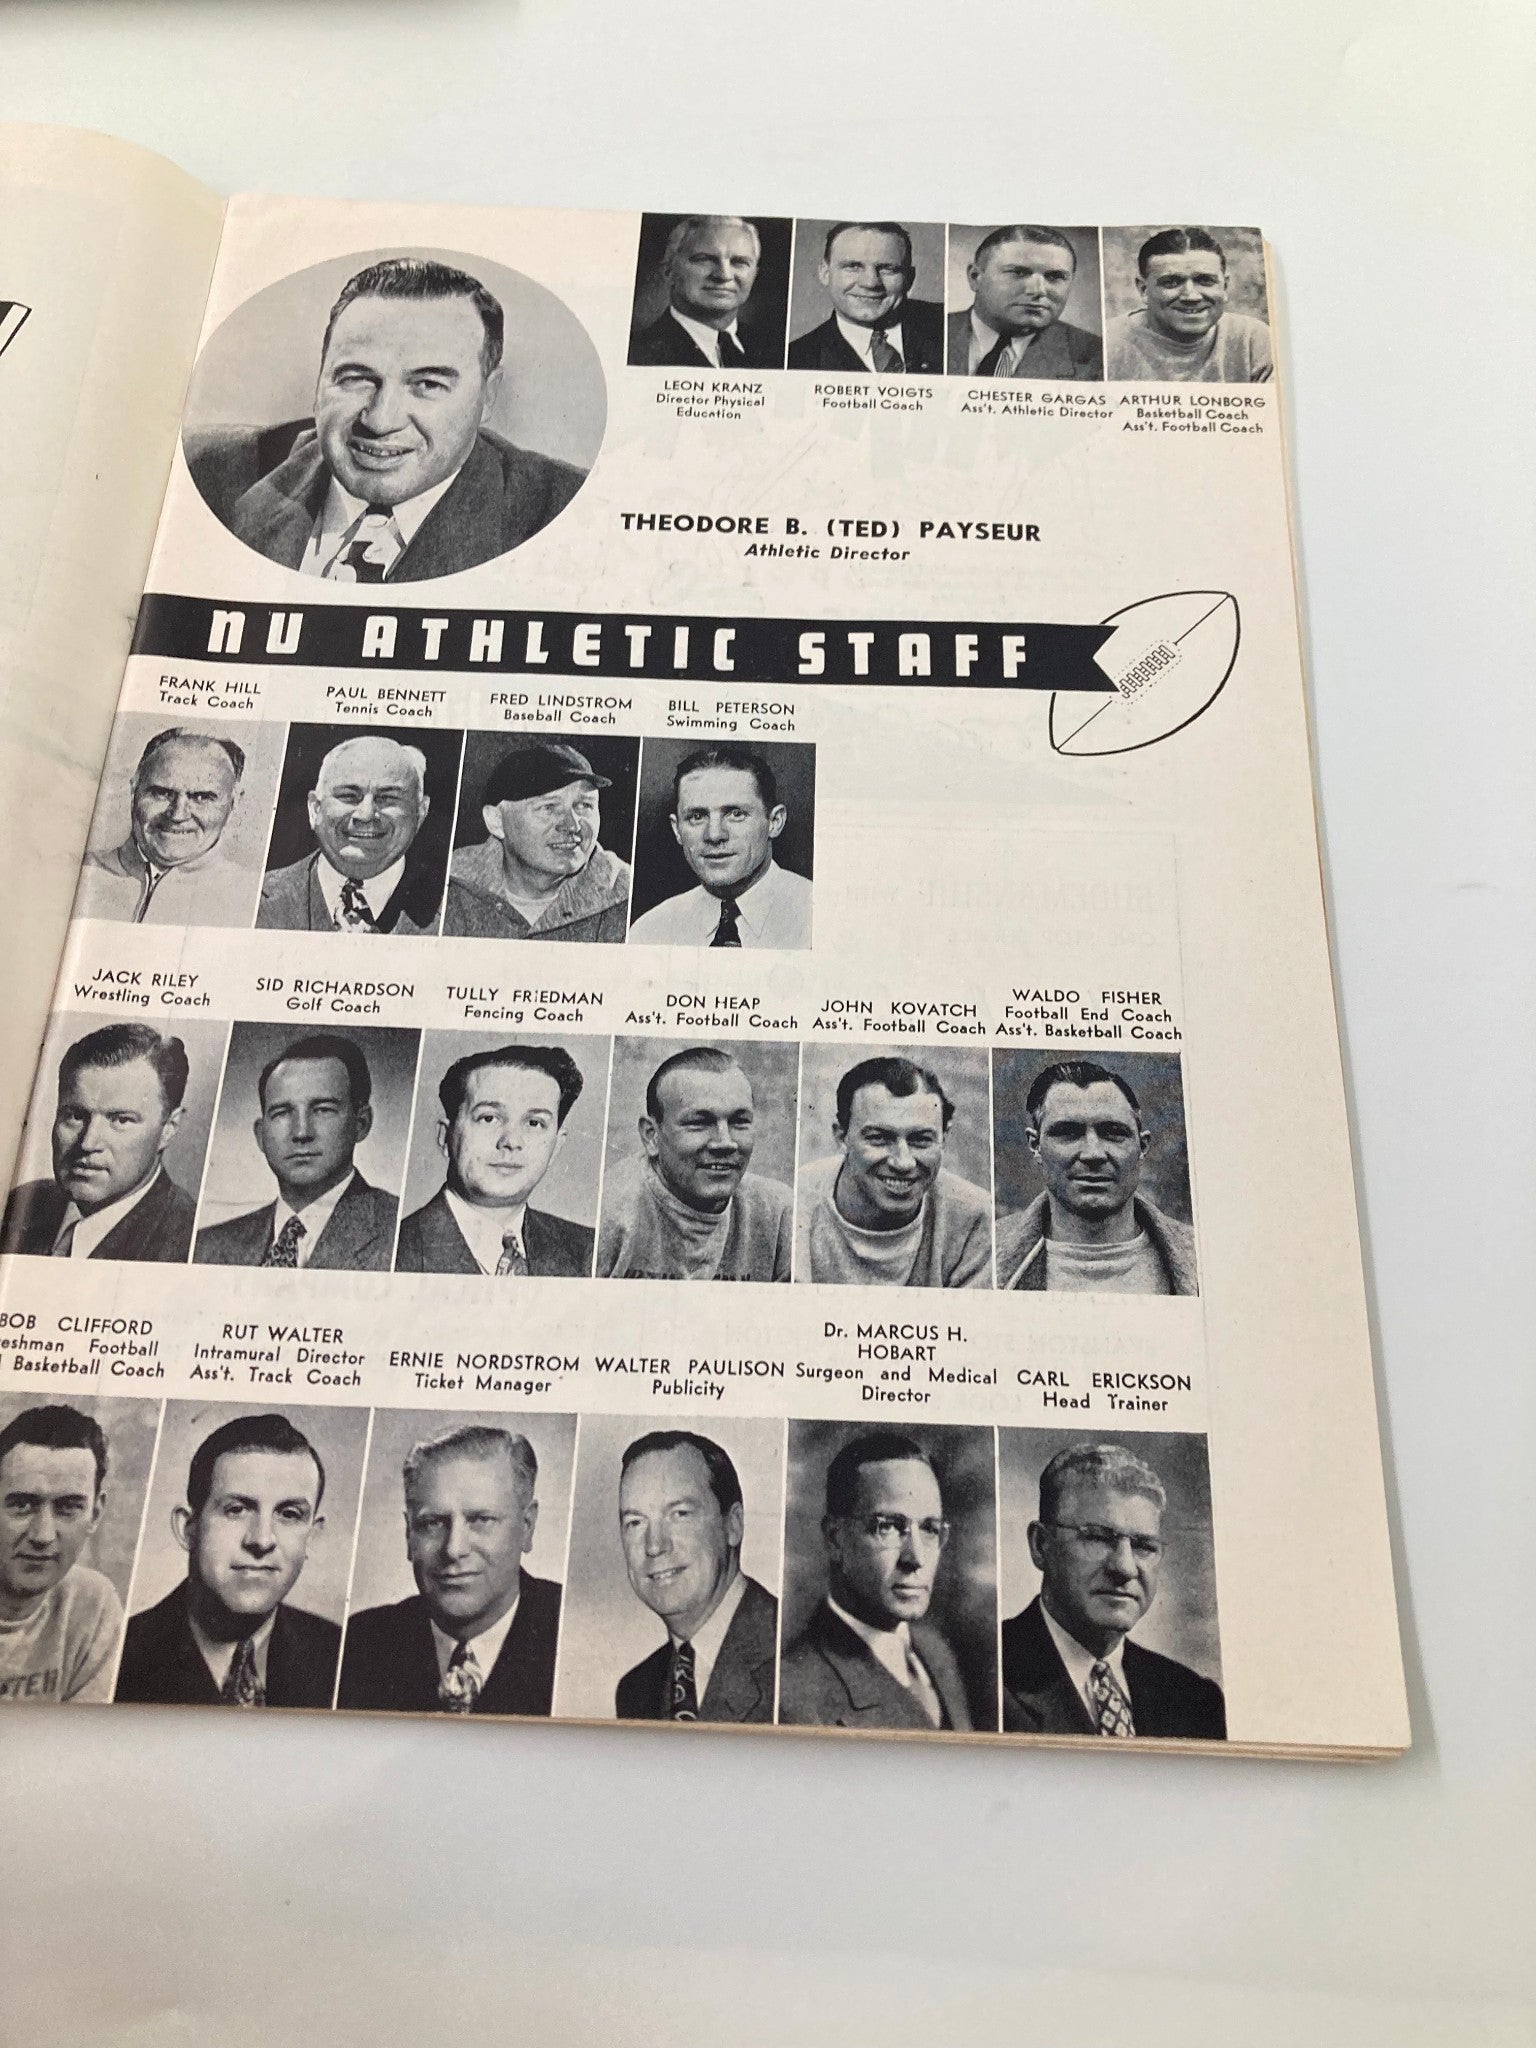 LEON KRANZ
Director Physical
Education
ROBERT VOIGTS
Football Coach
CHESTER GARGAS
Ass't. Athletic Director
ARTHUR LONBORG
Basketball Coach
Ass't. Football Coach
THEODORE B. (TED) PAYSEUR
Athletic Director
NU ATHLETIC STAFF
FRANK HILL
Track Coach
PAUL BENNETT
Tennis Coach
FRED LINDSTROM
Baseball Coach
BILL PETERSON
Swimming Coach
JACK RILEY
Wrestling Coach
SID RICHARDSON
Golf Coach
TULLY FRIEDMAN
Fencing Coach
DON HEAP
Ass't. Football Coach
JOHN KOVATCH
Ass't. Football Coach
WALDO FISHER
Football End Coach
Ass't. Basketball Coach
BOB CLIFFORD
eshman Football
Basketball Coach
RUT WALTER
Intramural Director
Ass't. Track Coach
ERNIE NORDSTROM
Ticket Manager
WALTER PAULISON
Publicity
Dr. MARCUS H.
HOBART
Surgeon and Medical
Director
CARL ERICKSON
Head Trainer
STER